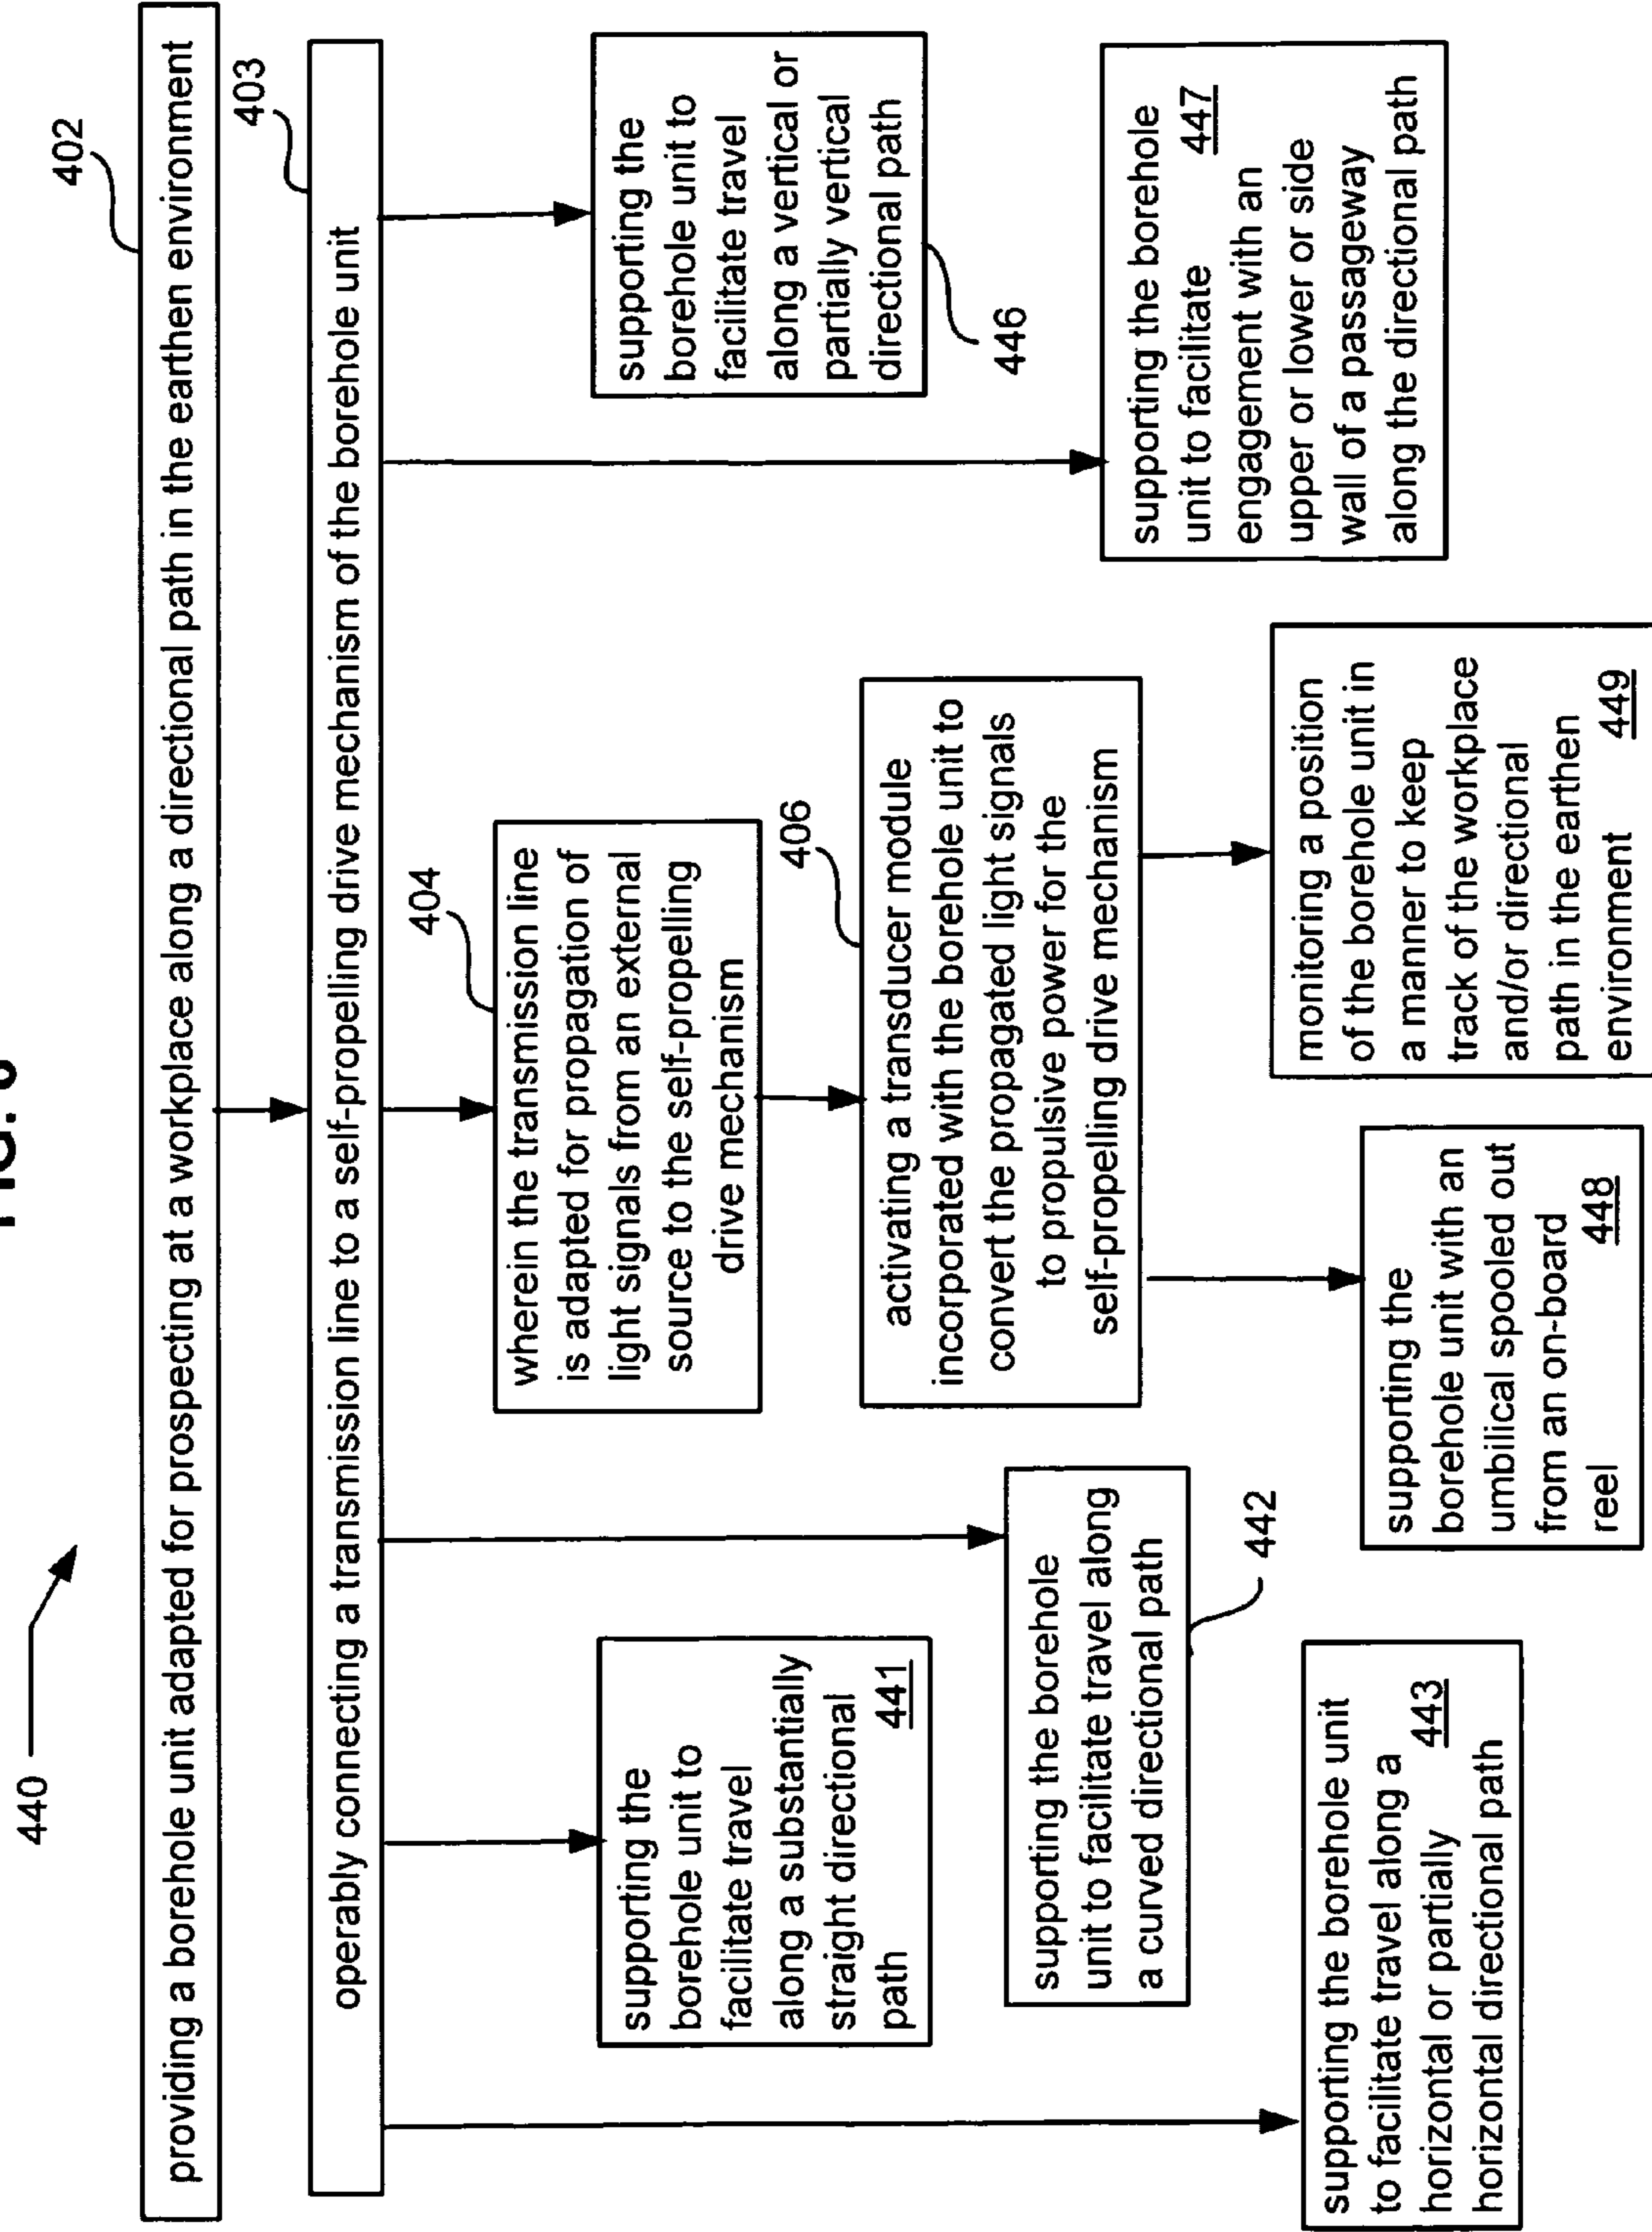 FIG.
440
402
providing a borehole unit adapted for prospecting at a workplace along a directional path in the earthen environment
403
operably connecting a transmission line to a self-propelling drive mechanism of the borehole unit
404
wherein the transmission line
is adapted for propagation of
light signals from an external
source to the self-propelling
drive mechanism
supporting the
borehole unit to
facilitate travel
along a vertical or
partially vertical
directional path
446
supporting the
borehole unit to
facilitate travel
along a substantially
straight directional
path 441
406
activating a transducer module
incorporated with the borehole unit to
convert the propagated light signals
to propulsive power for the
self-propelling drive mechanism
supporting the borehole
unit to facilitate travel along
a curved directional path
442
supporting the borehole
unit to facilitate 447
engagement with an
upper or lower or side
wall of a passageway
along the directional path
supporting the borehole unit
to facilitate travel along a
horizontal or partially 443
horizontal directional path
supporting the
borehole unit with an
umbilical spooled out
from an on-board
reel 448
monitoring a position
of the borehole unit in
a manner to keep
track of the workplace
and/or directional
path in the earthen
environment 449